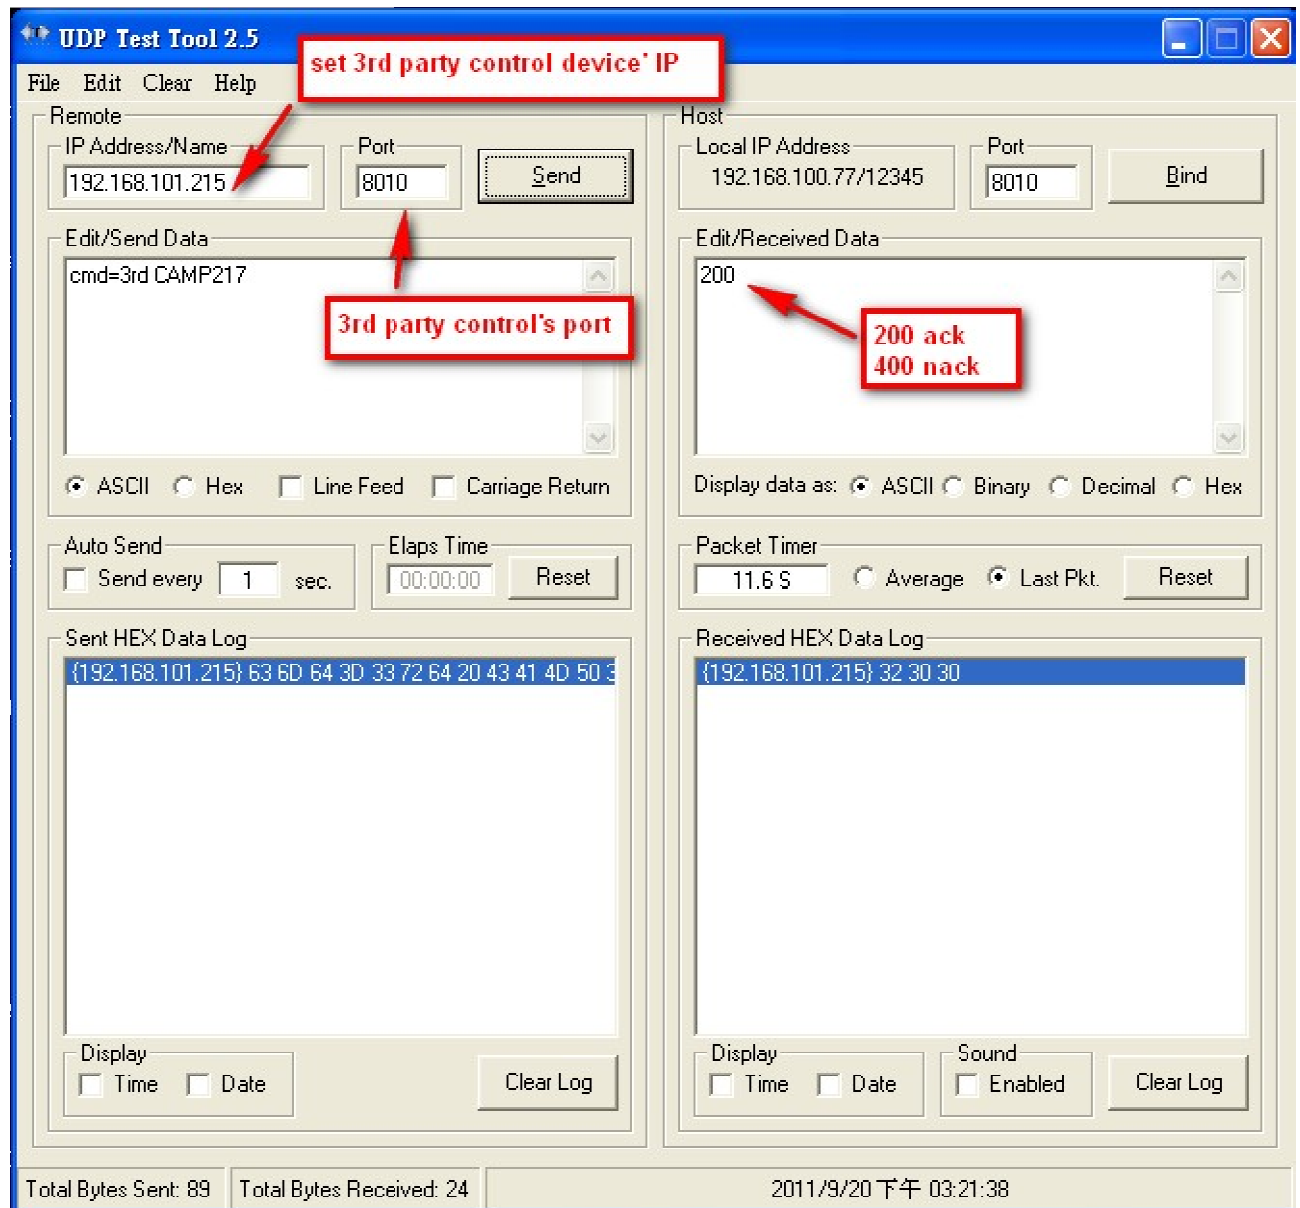 UDP Test Tool 2.5
set 3rd party control device' IP
File Edit Clear Help
Remote
IP Address/Name
Port
192.168.101.215
8010
Send
Edit/Send Data
cmd=3rd CAMP217
3rd party control's port
ASCII Hex Line Feed Carriage Return
Auto Send
Send every 1 sec.
Elaps Time
00:00:00
Reset
Sent HEX Data Log
{192.168.101.215} 63 6D 64 3D 33 72 64 20 43 41 4D 50
Display
Time Date
Clear Log
Host
Local IP Address
192.168.100.77/12345
Port
8010
Bind
Edit/Received Data
200
200 ack
400 nack
Display data as: ASCII Binary Decimal Hex
Packet Timer
11.6 S
Average Last Pkt.
Reset
Received HEX Data Log
{192.168.101.215} 32 30 30
Display
Time Date
Sound
Enabled
Clear Log
Total Bytes Sent: 89
Total Bytes Received: 24
2011/9/20 下午 03:21:38